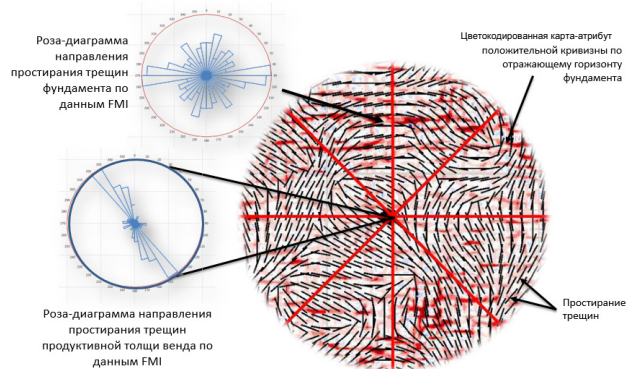 Роза-диаграмма
направления
простирания трещин
фундамента по
данным FMI
Цветокодированная карта-атрибут
положительной кривизны по
отражающему горизонту
фундамента
Роза-диаграмма направления
простирания трещин
продуктивной толщи венда по
данным FMI
Простирание
трещин